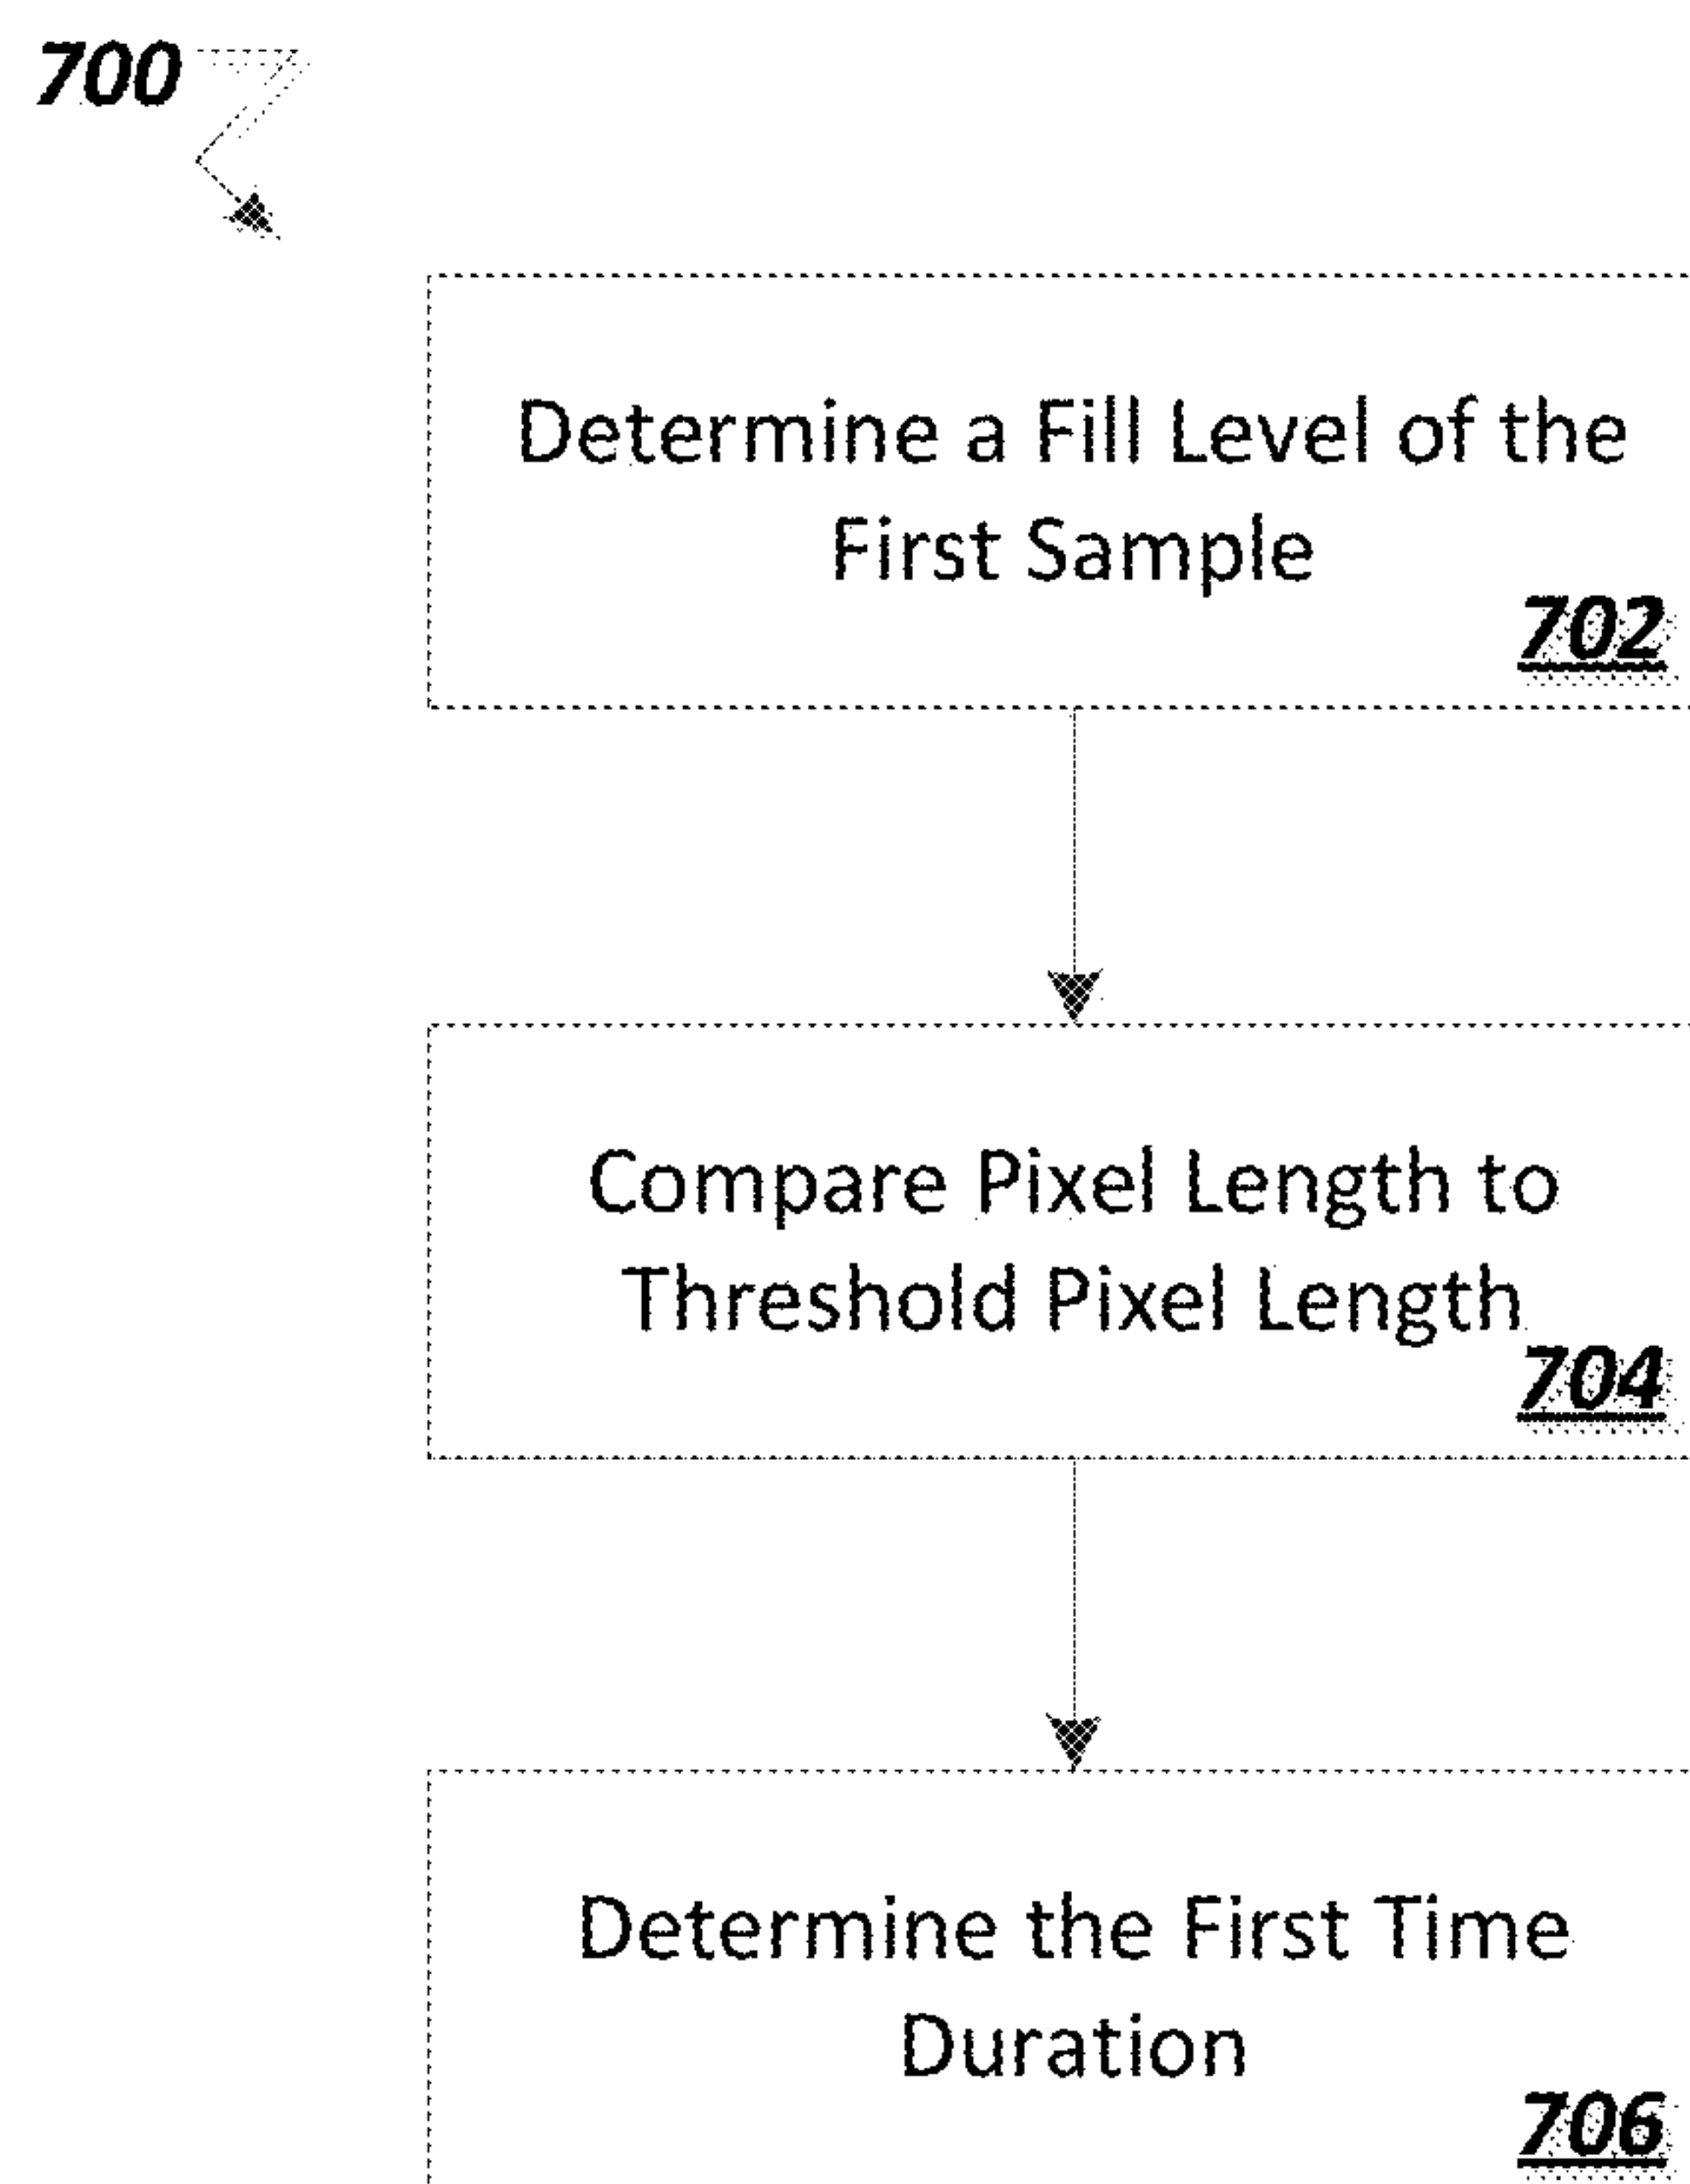 700
Determine a Fill Level of the
First Sample
702
Compare Pixel Length to
Threshold Pixel Length
704
Determine the First Time
Duration
706